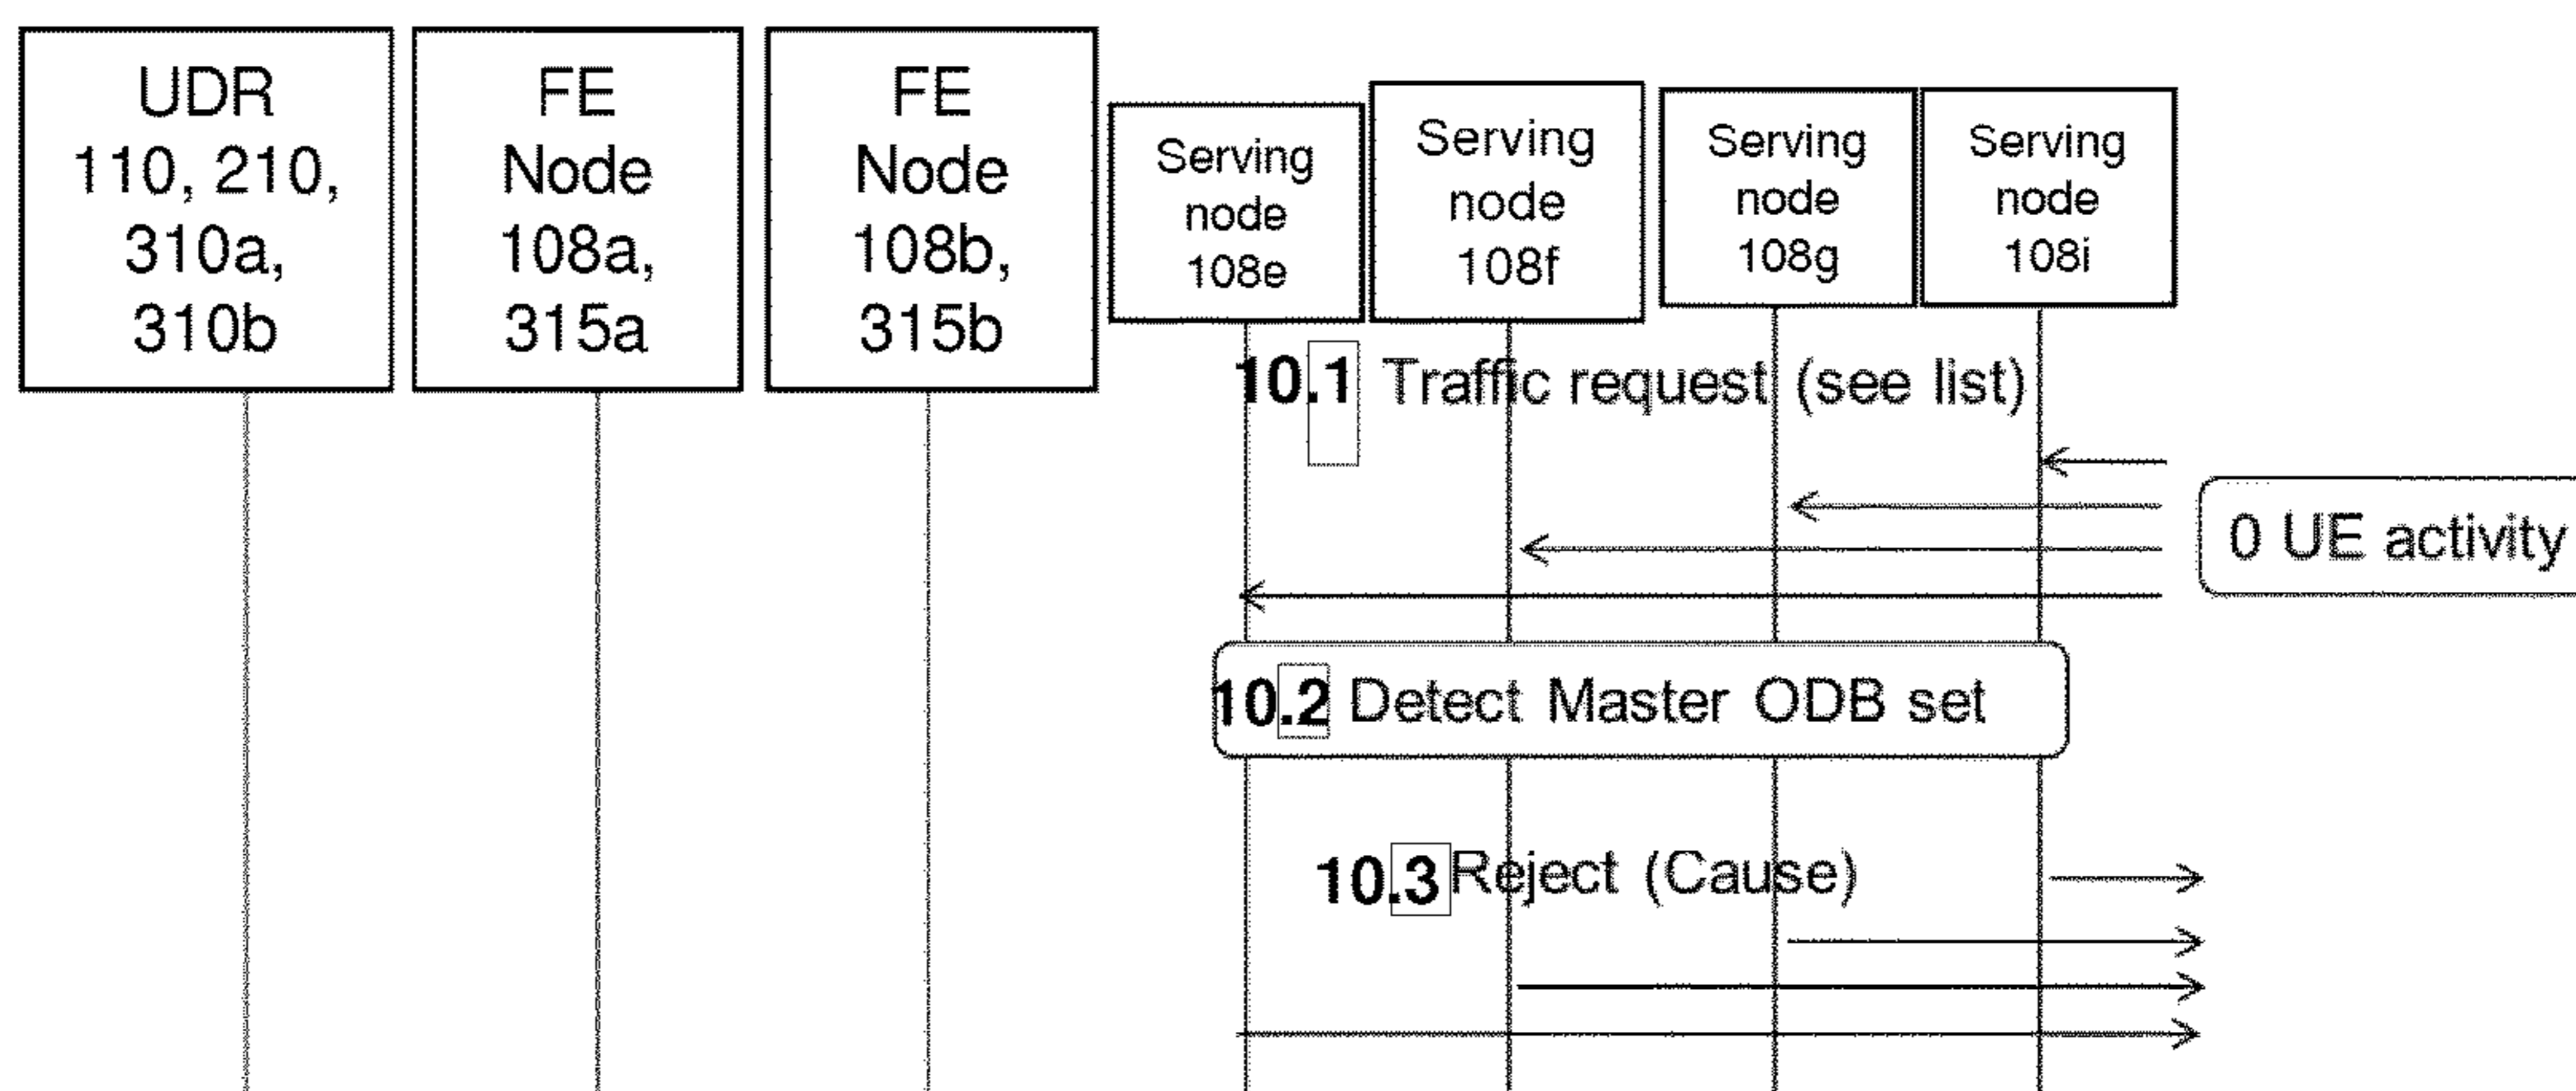 UDR
110, 210,
310a,
310b
FE
Node
108a,
315a
FE
Node
108b,
315b
Serving
node
108e
Serving
node
108f
Serving
node
108g
Serving
node
108i
10.1 Traffic request (see list)
0 UE activity
10.2 Detect Master ODB set
10.3 Reject (Cause)